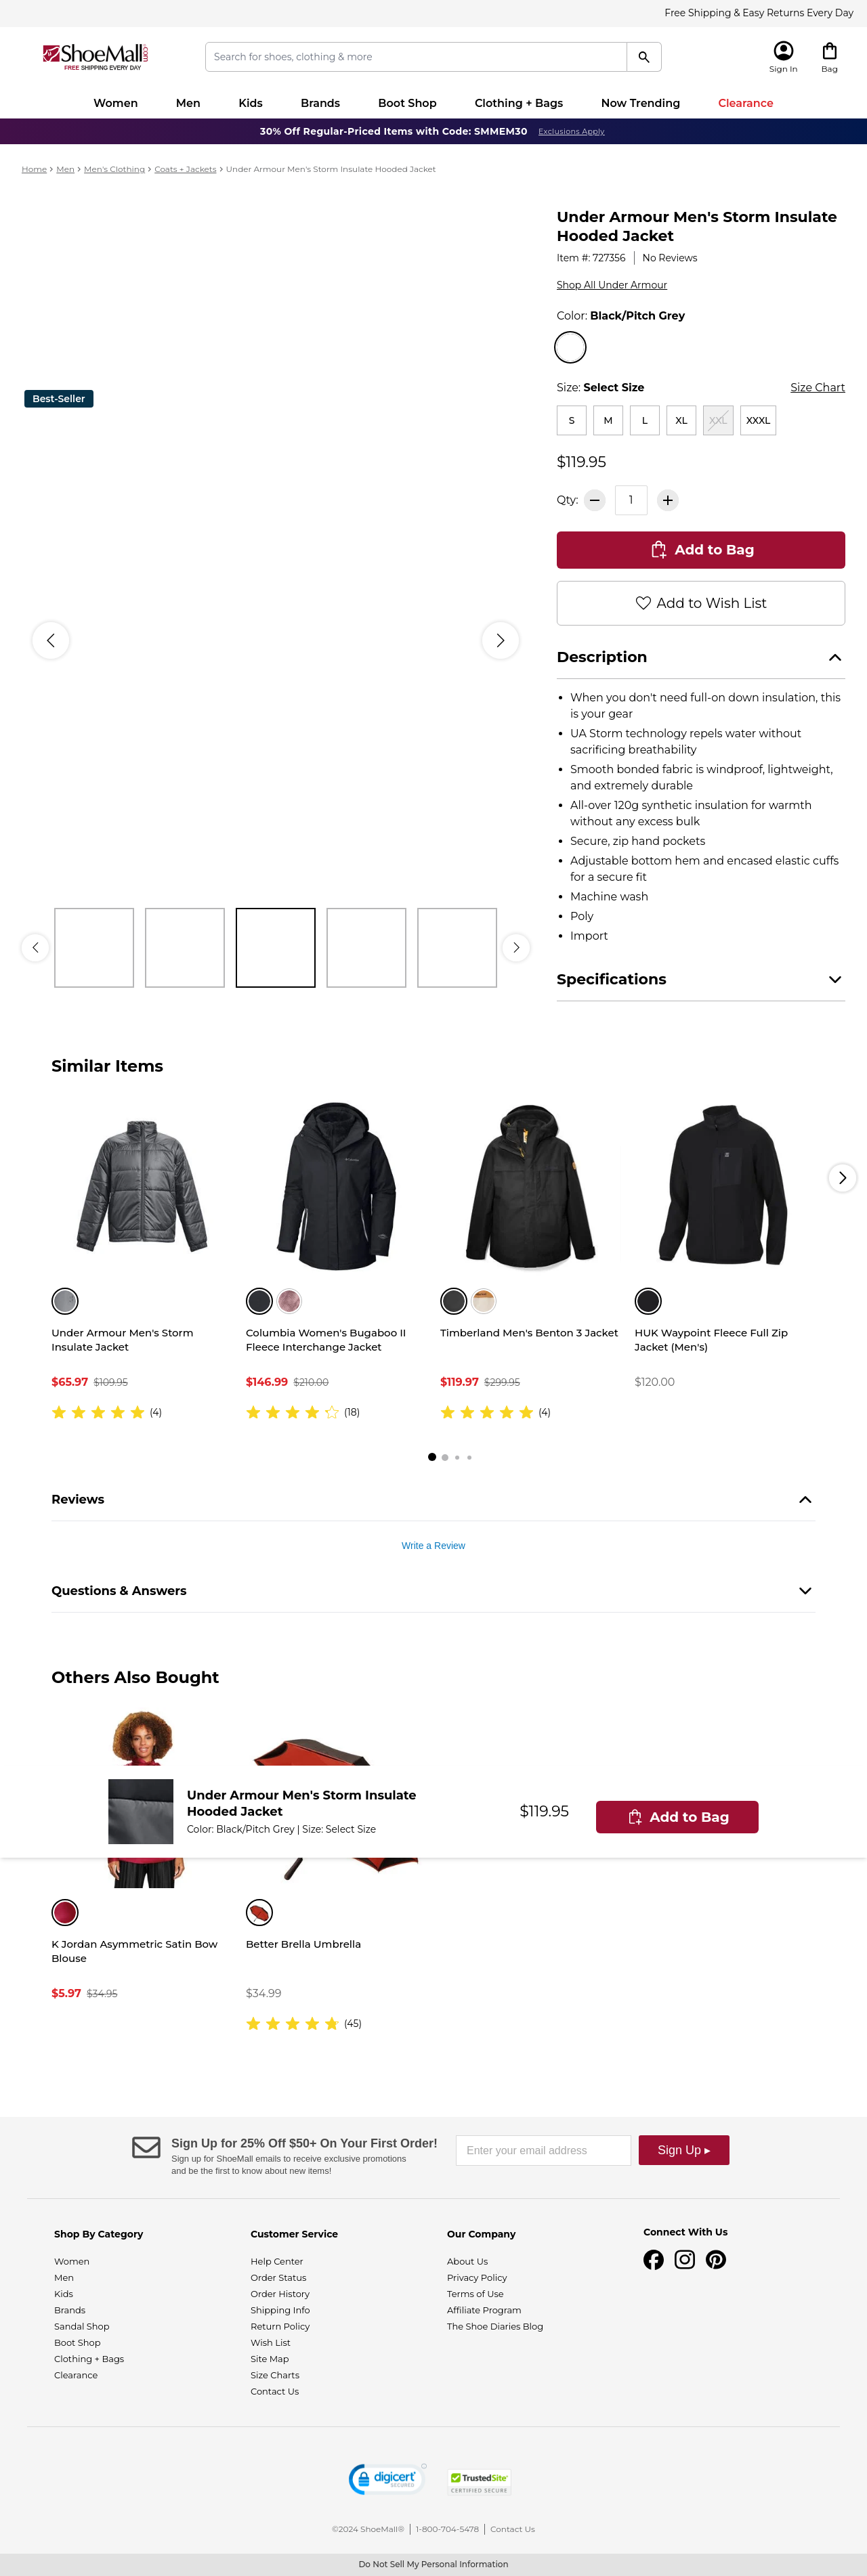 Free Shipping & Easy Returns Every Day
ShoeMall.com
FREE SHIPPING EVERY DAY
Search for shoes, clothing & more
Sign In
Bag
Women
Men
Kids
Brands
Boot Shop
Clothing + Bags
Now Trending
Clearance
30% Off Regular-Priced Items with Code: SMMEM30 Exclusions Apply
Home > Men > Men's Clothing > Coats + Jackets > Under Armour Men's Storm Insulate Hooded Jacket
Best-Seller
Under Armour Men's Storm Insulate
Hooded Jacket
Item #: 727356 | No Reviews
Shop All Under Armour
Color: Black/Pitch Grey
Size: Select Size
Size Chart
S
M
L
XL
XXL
XXXL
$119.95
Qty: 1
Add to Bag
Add to Wish List
Description
• When you don't need full-on down insulation, this
is your gear
• UA Storm technology repels water without
sacrificing breathability
• Smooth bonded fabric is windproof, lightweight,
and extremely durable
• All-over 120g synthetic insulation for warmth
without any excess bulk
• Secure, zip hand pockets
• Adjustable bottom hem and encased elastic cuffs
for a secure fit
• Machine wash
• Poly
• Import
Specifications
Similar Items
Under Armour Men's Storm
Insulate Jacket
$65.97 $109.95
(4)
Columbia Women's Bugaboo II
Fleece Interchange Jacket
$146.99 $210.00
(18)
Timberland Men's Benton 3 Jacket
$119.97 $299.95
(4)
HUK Waypoint Fleece Full Zip
Jacket (Men's)
$120.00
Reviews
Write a Review
Questions & Answers
Others Also Bought
Under Armour Men's Storm Insulate
Hooded Jacket
Color: Black/Pitch Grey | Size: Select Size
$119.95
Add to Bag
K Jordan Asymmetric Satin Bow
Blouse
$5.97 $34.95
Better Brella Umbrella
$34.99
(45)
Sign Up for 25% Off $50+ On Your First Order!
Sign up for ShoeMall emails to receive exclusive promotions
and be the first to know about new items!
Enter your email address
Sign Up ▸
Shop By Category
Women
Men
Kids
Brands
Sandal Shop
Boot Shop
Clothing + Bags
Clearance
Customer Service
Help Center
Order Status
Order History
Shipping Info
Return Policy
Wish List
Site Map
Size Charts
Contact Us
Our Company
About Us
Privacy Policy
Terms of Use
Affiliate Program
The Shoe Diaries Blog
Connect With Us
digicert
SECURED
TrustedSite
CERTIFIED SECURE
©2024 ShoeMall® | 1-800-704-5478 | Contact Us
Do Not Sell My Personal Information